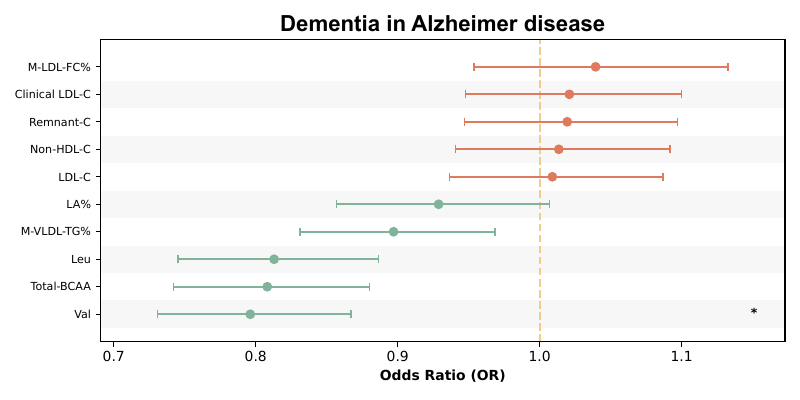 Dementia in Alzheimer disease
M-LDL-FC%
Clinical LDL-C
Remnant-C
Non-HDL-C
LDL-C
LA%
M-VLDL-TG%
Leu
Total-BCAA
Val *
0.7 0.8 0.9 1.0 1.1
Odds Ratio (OR)